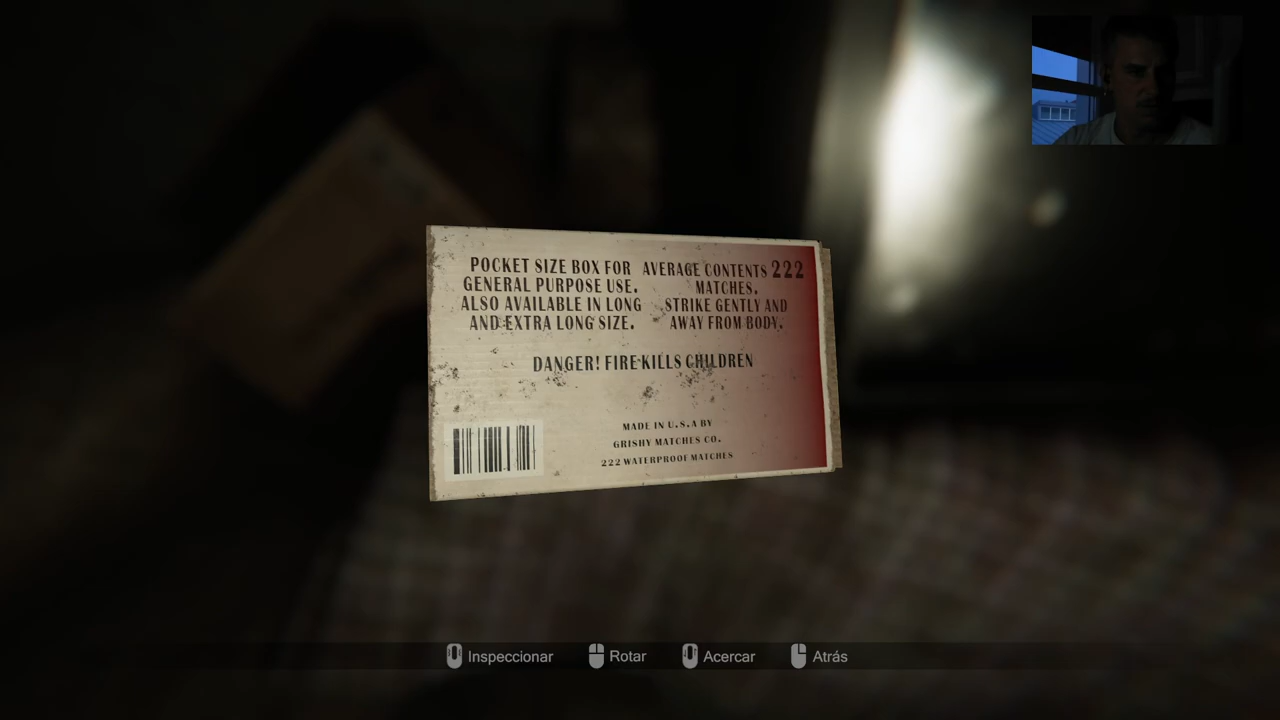 POCKET SIZE BOX FOR
GENERAL PURPOSE USE.
ALSO AVAILABLE IN LONG
AND EXTRA LONG SIZE.
AVERAGE CONTENTS 222
MATCHES.
STRIKE GENTLY AND
AWAY FROM BODY.
DANGER! FIRE KILLS CHILDREN
MADE IN U.S.A BY
GRISHY MATCHES CO.
222 WATERPROOF MATCHES
Inspeccionar Rotar Acercar Atrás